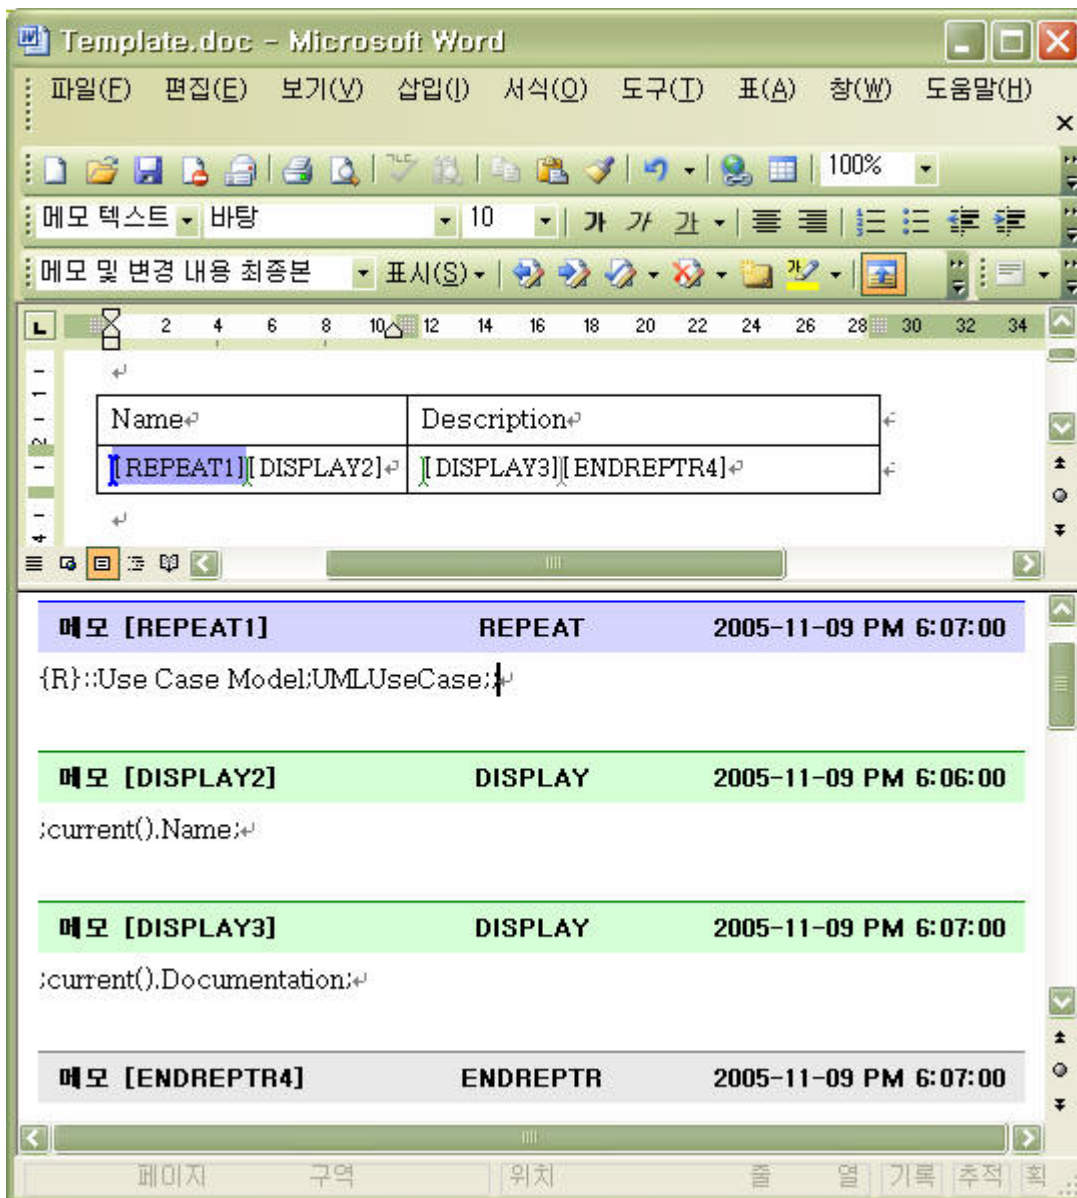 Template.doc - Microsoft Word
파일(F) 편집(E) 보기(V) 삽입(I) 서식(O) 도구(T) 표(A) 창(W) 도움말(H)
100%
메모 텍스트 바탕 10 가 가 가
메모 및 변경 내용 최종본 표시(S) 가
2 4 6 8 10 12 14 16 18 20 22 24 26 28 30 32 34
Name Description
[REPEAT1][DISPLAY2] [DISPLAY3][ENDREPTR4]
메모 [REPEAT1] REPEAT 2005-11-09 PM 6:07:00
{R}::Use Case Model;UMLUseCase;;
메모 [DISPLAY2] DISPLAY 2005-11-09 PM 6:06:00
;current().Name;
메모 [DISPLAY3] DISPLAY 2005-11-09 PM 6:07:00
;current().Documentation;
메모 [ENDREPTR4] ENDREPTR 2005-11-09 PM 6:07:00
페이지 구역 위치 줄 열 기록 추적 확